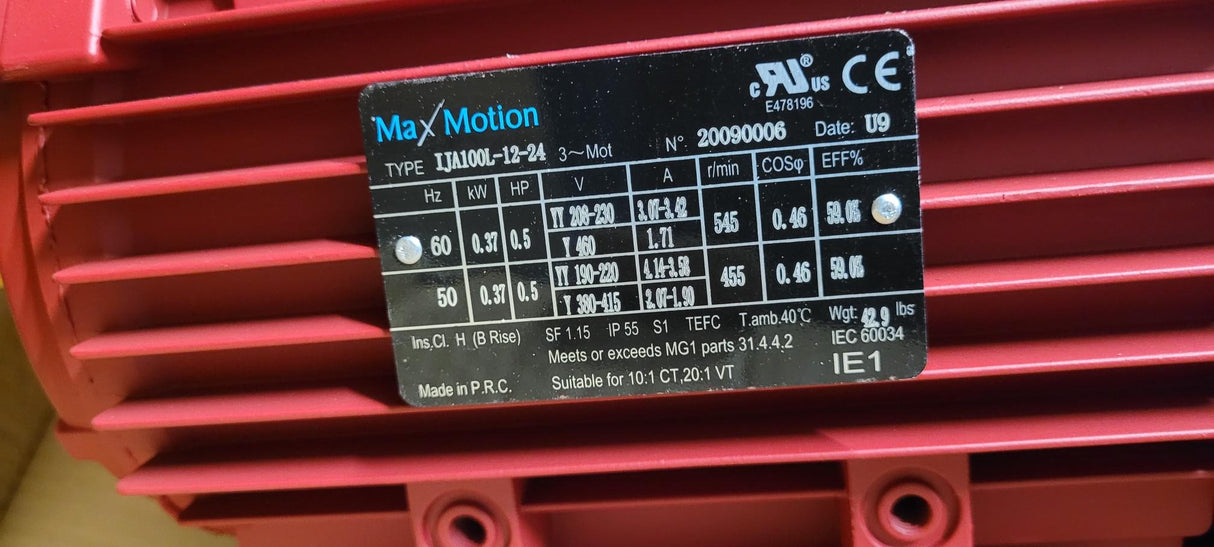 c UR® US CE
E478196
Max Motion
TYPE IJA100L-12-24 3~Mot N° 20090006 Date: U9
Hz kW HP V A r/min COSφ EFF%
60 0.37 0.5 YY 208-230 3.07-3.42 545 0.46 59.0%
Y 460 1.71
50 0.37 0.5 YY 190-220 4.14-3.58 455 0.46 59.0%
Y 380-415 2.07-1.90
Ins.Cl. H (B Rise) SF 1.15 IP 55 S1 TEFC T.amb.40℃ Wgt: 42.9 lbs
Meets or exceeds MG1 parts 31.4.4.2 IEC 60034
Made in P.R.C. Suitable for 10:1 CT,20:1 VT IE1